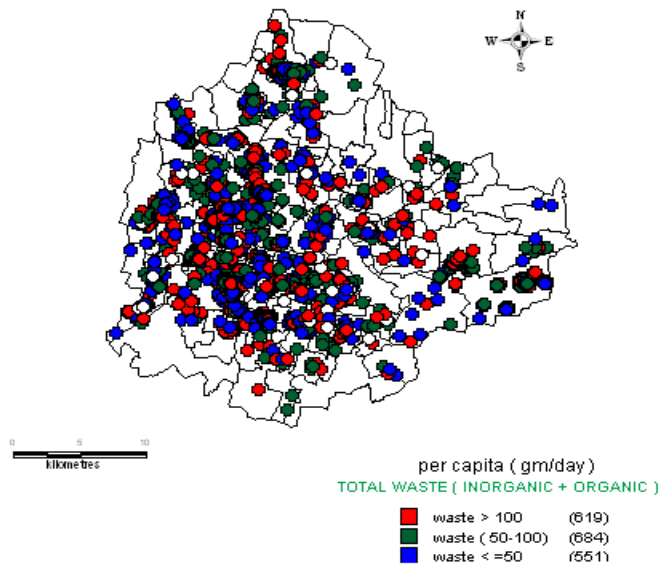 N
W E
S
0 5 10
kilometres
per capita ( gm/day )
TOTAL WASTE ( INORGANIC + ORGANIC )
waste > 100 (619)
waste ( 50-100) (684)
waste < =50 (551)